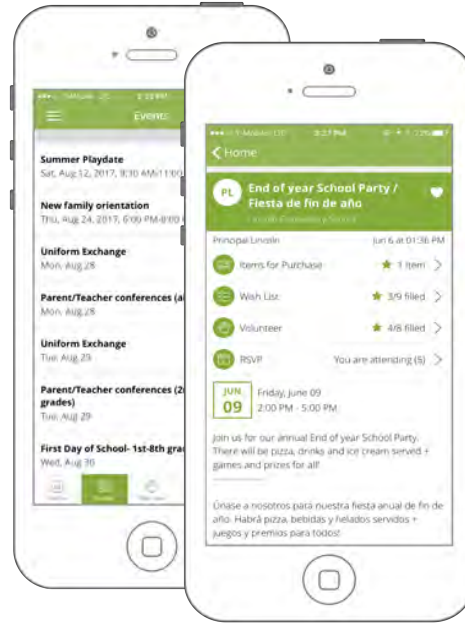 Events
Summer Playdate
Sat, Aug 12, 2017, 9:30 AM-11:00
New family orientation
Thu, Aug 24, 2017, 6:00 PM-8:00
Uniform Exchange
Mon, Aug 28
Parent/Teacher conferences (al
Mon, Aug 28
Uniform Exchange
Tue, Aug 29
Parent/Teacher conferences (2
grades)
Tue, Aug 29
First Day of School- 1st-8th gra
Wed, Aug 30
3:27 PM
Home
PL
End of year School Party /
Fiesta de fin de año
Principal Lincoln
Jun 6 at 01:36 PM
Items for Purchase
1 Item
Wish List
3/9 filled
Volunteer
4/8 filled
RSVP
You are attending (5)
JUN
09
Friday, June 09
2:00 PM - 5:00 PM
Join us for our annual End of year School Party.
There will be pizza, drinks and ice cream served +
games and prizes for all!
Únase a nosotros para nuestra fiesta anual de fin de
año. Habrá pizza, bebidas y helados servidos +
juegos y premios para todos!